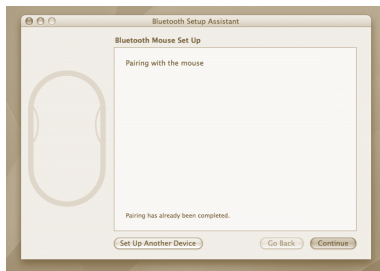 Bluetooth Setup Assistant
Bluetooth Mouse Set Up
Pairing with the mouse
Pairing has already been completed.
Set Up Another Device
Go Back
Continue